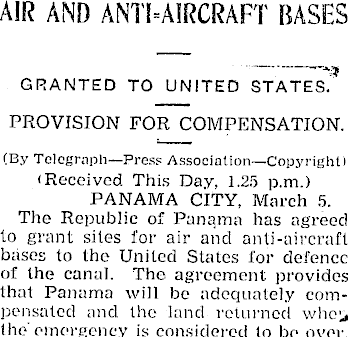 AIR AND ANTI-AIRCRAFT BASES
GRANTED TO UNITED STATES.
PROVISION FOR COMPENSATION.
(By Telegraph—Press Association—Copyright)
(Received This Day, 1.25 p.m.)
PANAMA CITY, March 5.
The Republic of Panama has agreed
to grant sites for air and anti-aircraft
bases to the United States for defence
of the canal. The agreement provides
that Panama will be adequately com-
pensated and the land returned when
the emergency is considered to be over.